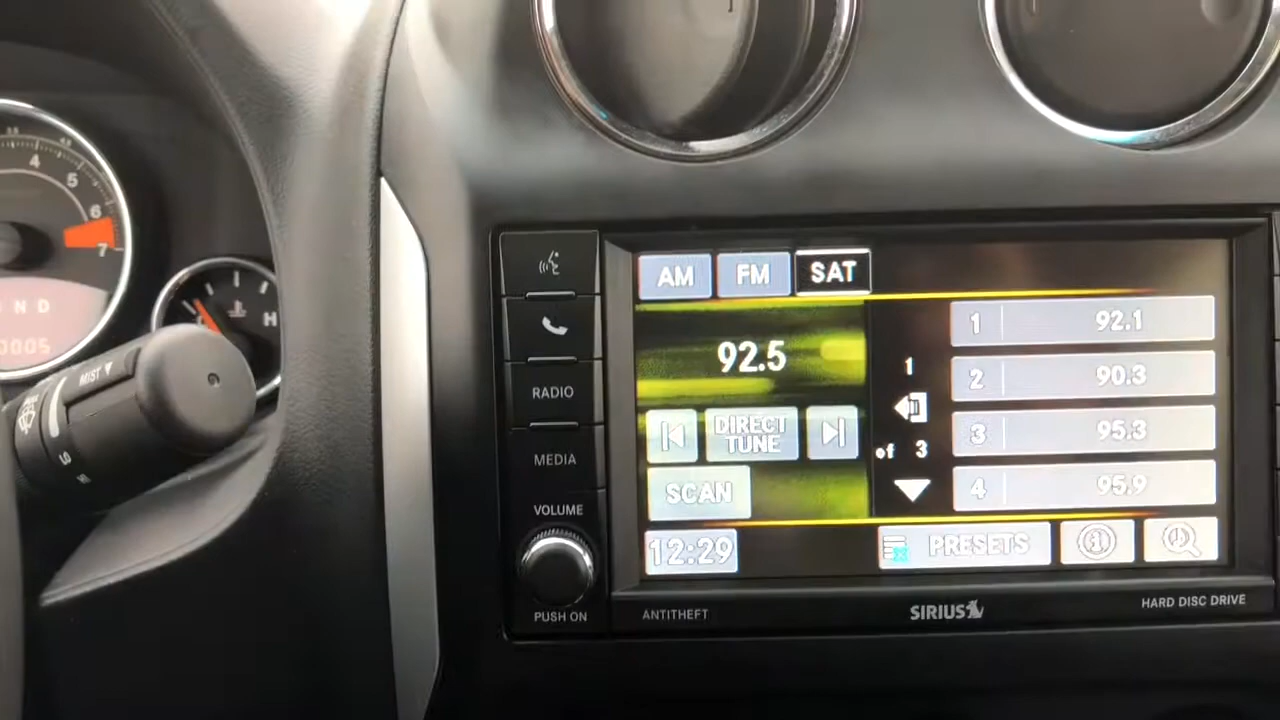 4
5
6
7
N D
0005
H
MIST
AM FM SAT
92.5
DIRECT
TUNE
SCAN
12:29
1
of 3
1 92.1
2 90.3
3 95.3
4 95.9
PRESETS
RADIO
MEDIA
VOLUME
PUSH ON
ANTITHEFT
SIRIUS
HARD DISC DRIVE